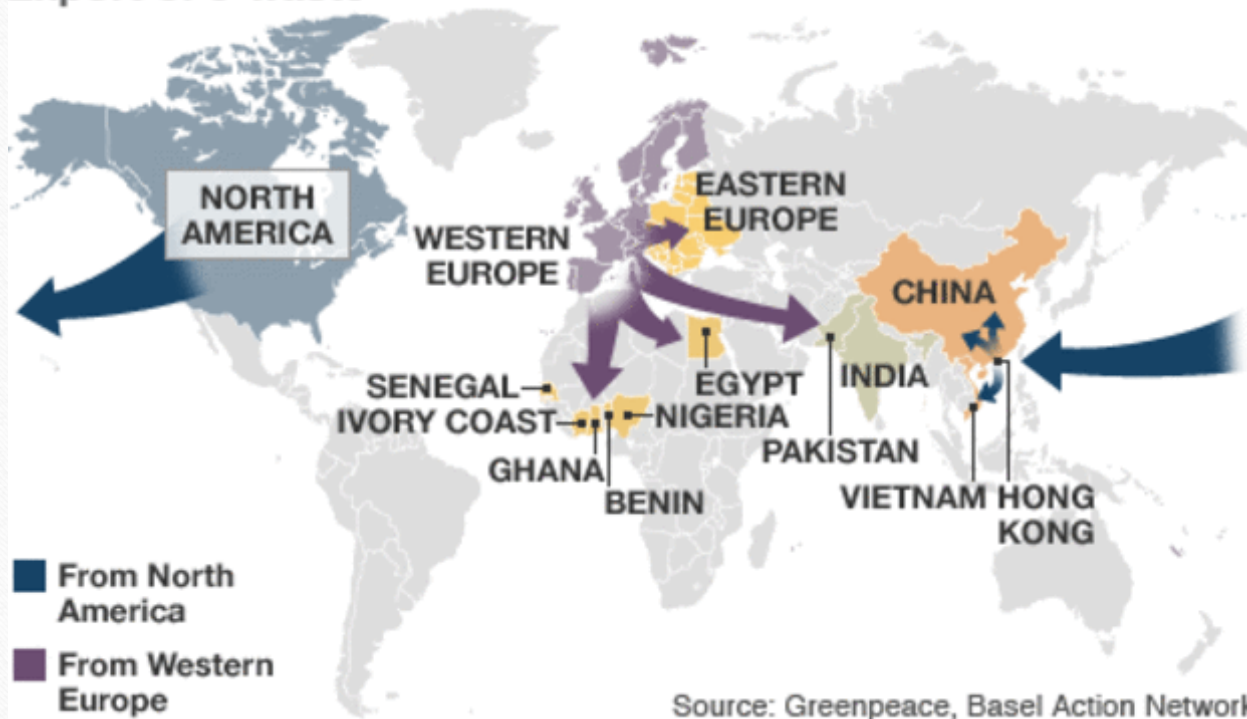 NORTH
AMERICA
WESTERN
EUROPE
EASTERN
EUROPE
CHINA
SENEGAL
IVORY COAST
GHANA
BENIN
NIGERIA
EGYPT
INDIA
PAKISTAN
VIETNAM
HONG
KONG
From North
America
From Western
Europe
Source: Greenpeace, Basel Action Network